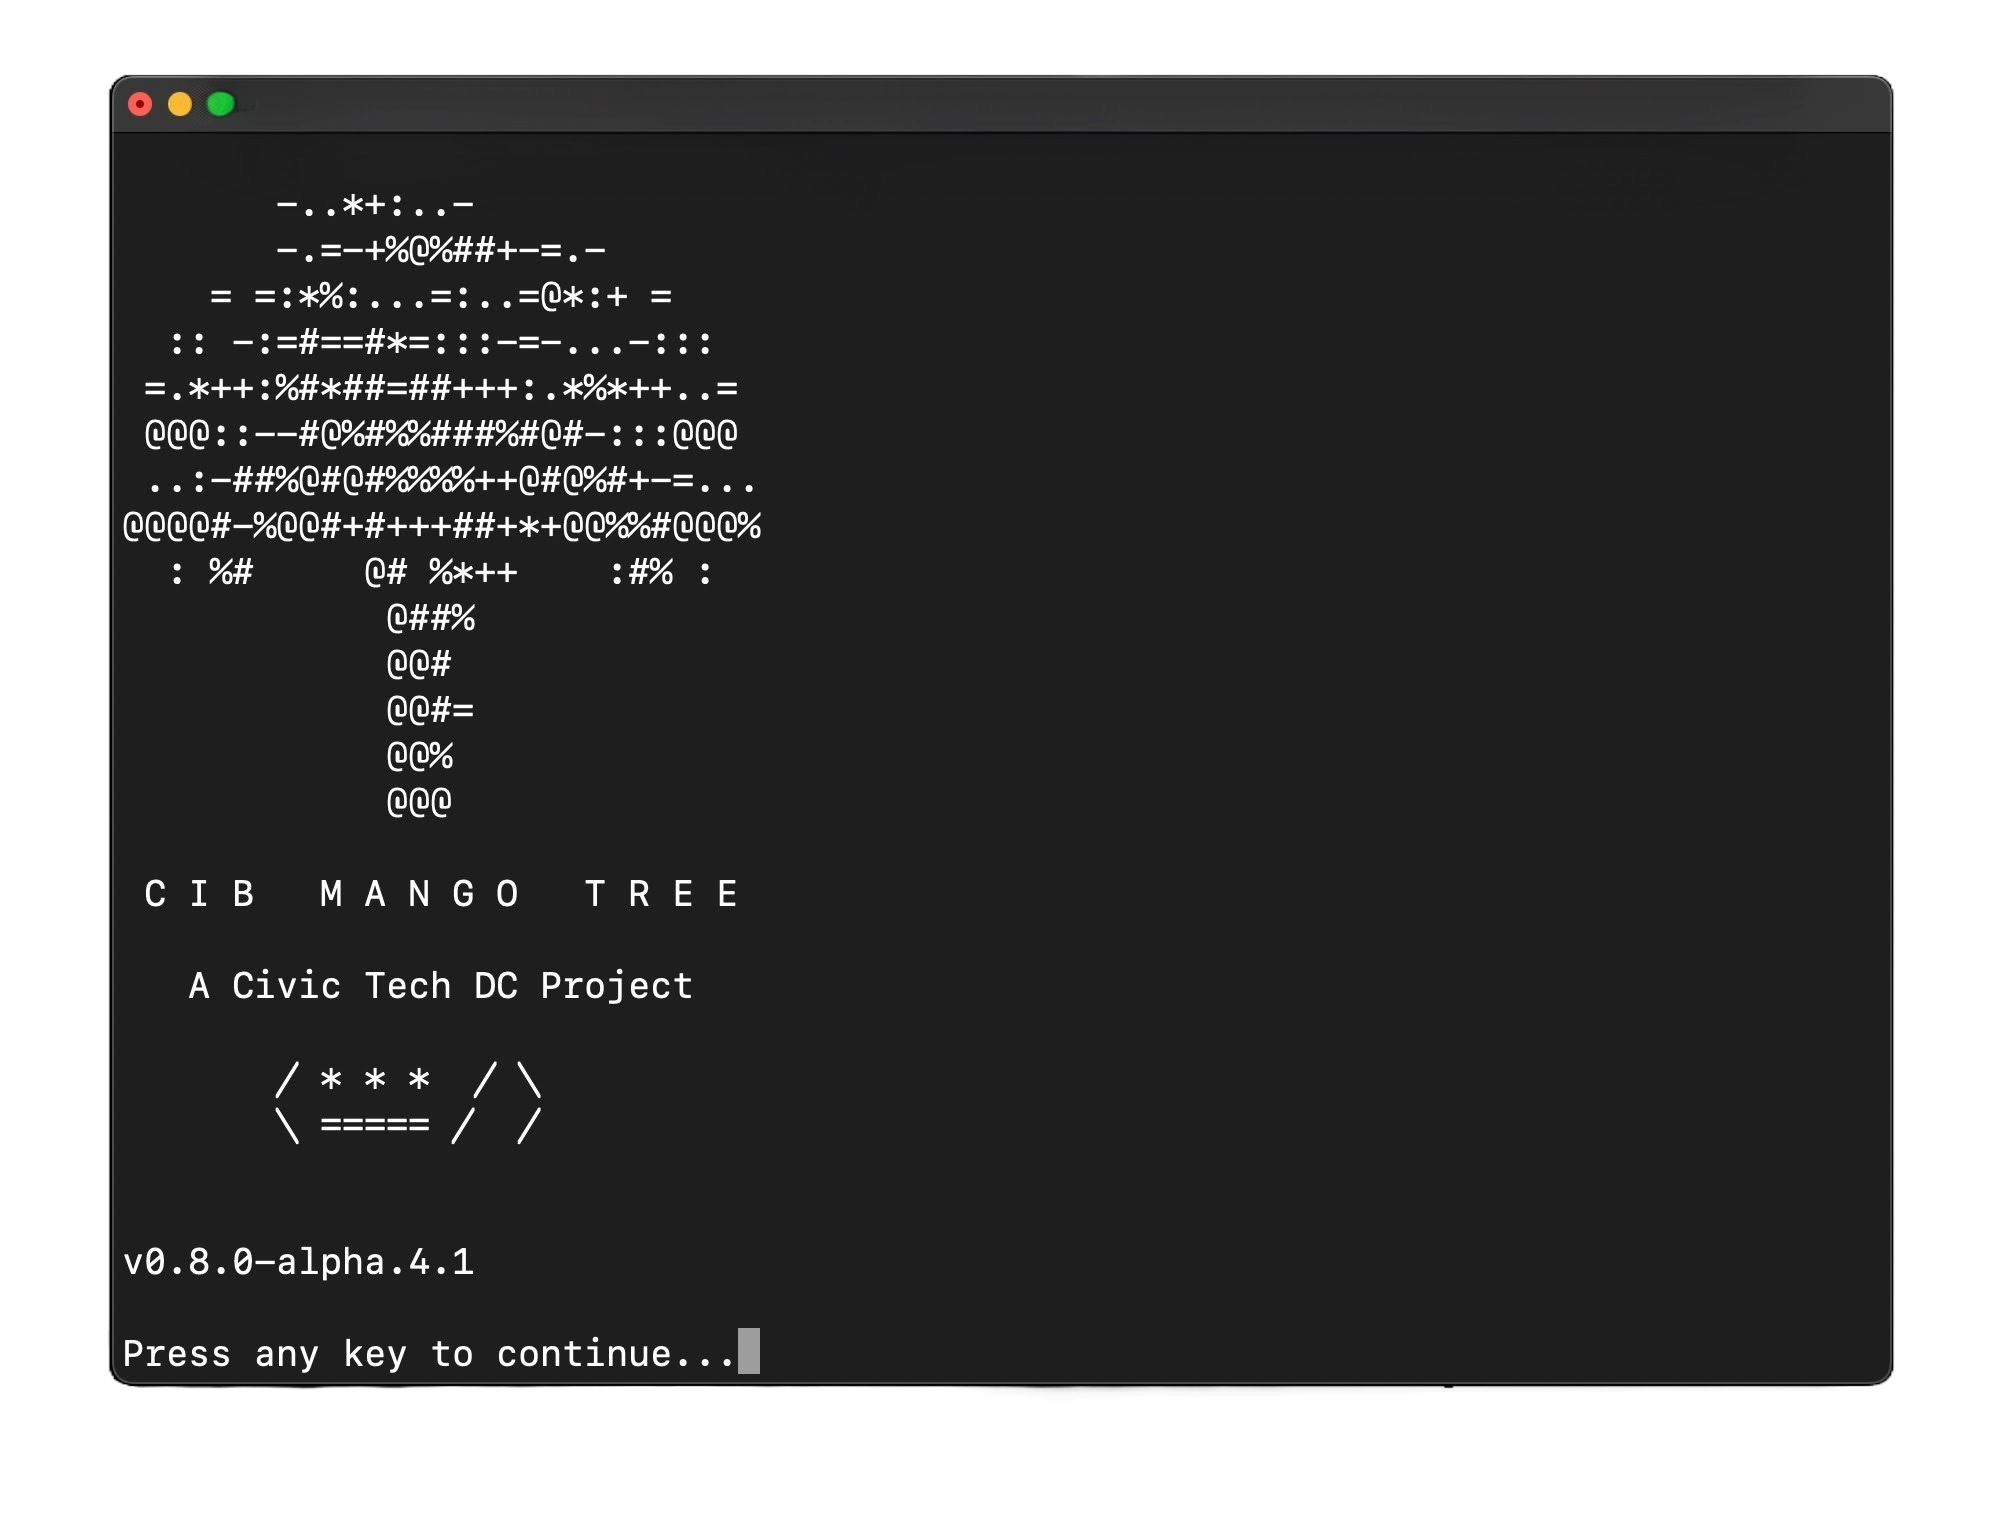 -..*+:..-
-.=-+%@%##+-=.-
= =:*%:...=:..=@*:+ =
:: -:=#==#*=:::-=-...-:::
=.*++:%#*##=##+++:.*%*++..=
@@@::--#@%#%%###%#@#-:::@@@
..:-##%@#@#%%%%++@#@%#+-=...
@@@@#-%@@#+#+++##+*+@@%%#@@@%
: %#     @# %*++    :#% :
@##%
@@#
@@#=
@@%
@@@
C I B   M A N G O   T R E E
A Civic Tech DC Project
/ * * *  / \
\ ===== /  /
v0.8.0-alpha.4.1
Press any key to continue...